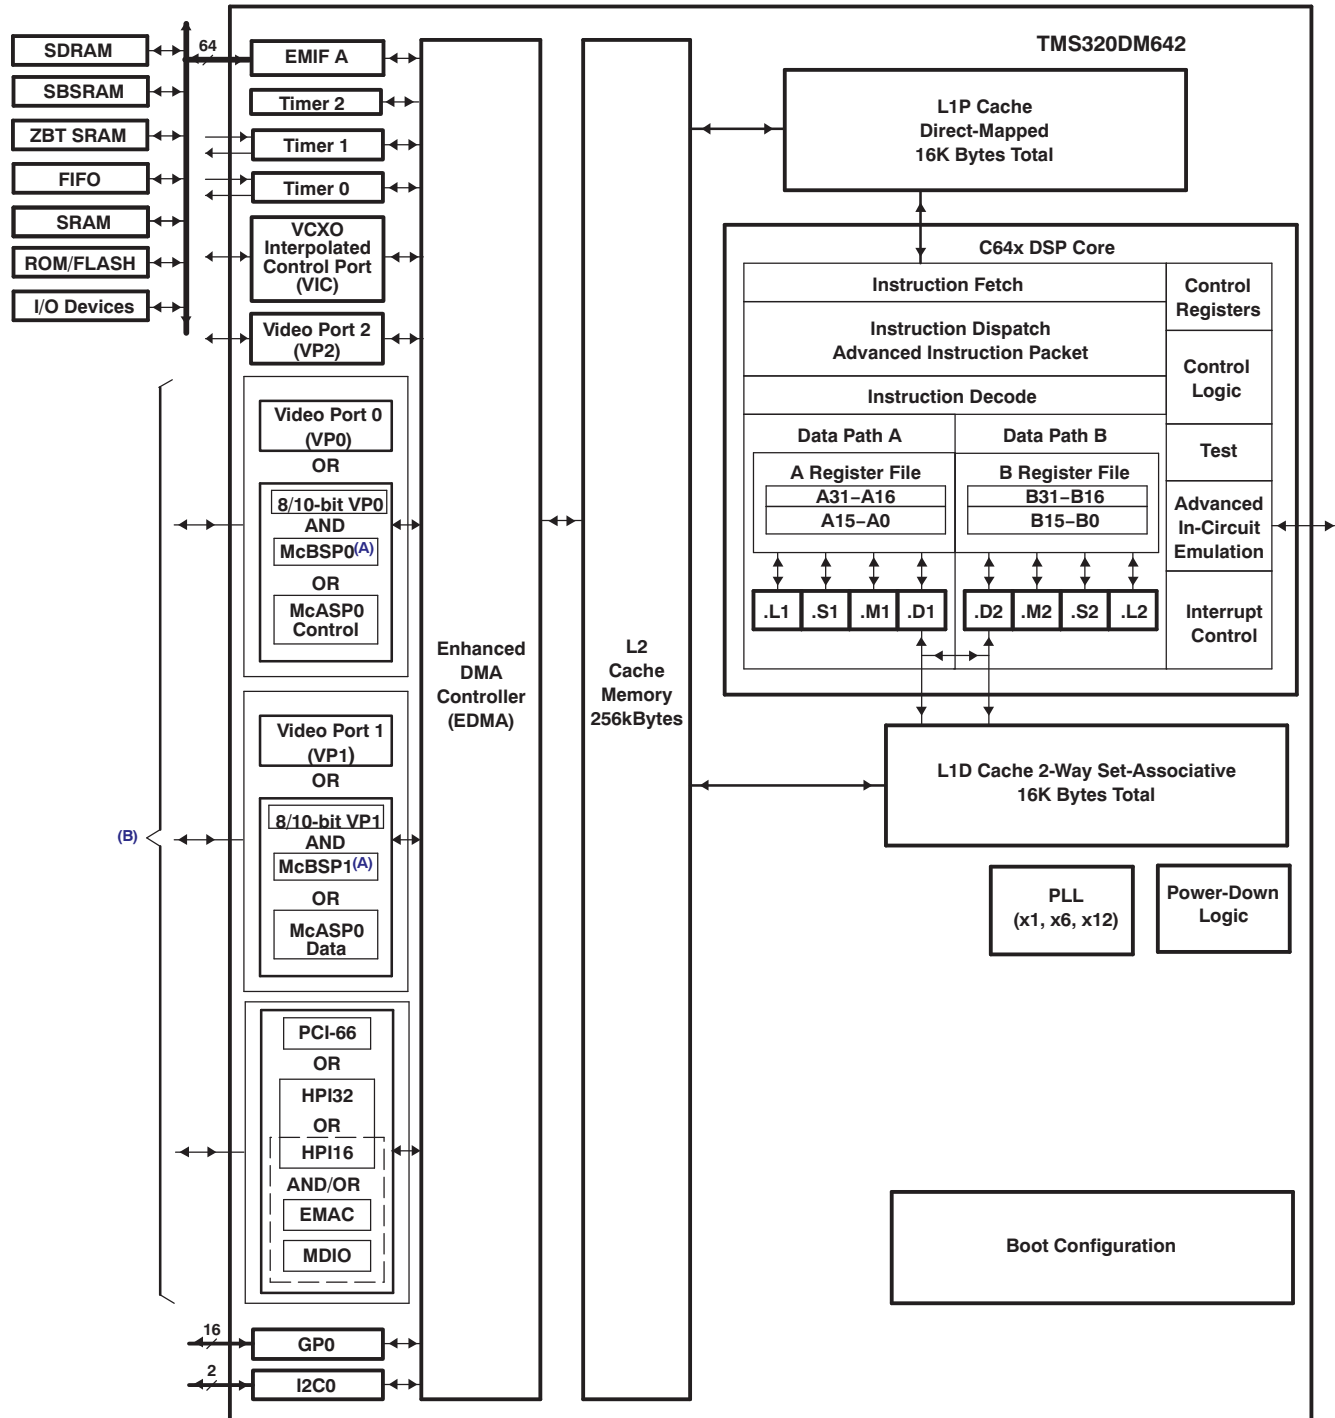 TMS320DM642
SDRAM
SBSRAM
ZBT SRAM
FIFO
SRAM
ROM/FLASH
I/O Devices
64
EMIF A
Timer 2
Timer 1
Timer 0
VCXO
Interpolated
Control Port
(VIC)
Video Port 2
(VP2)
Video Port 0
(VP0)
OR
8/10-bit VP0
AND
McBSP0(A)
OR
McASP0
Control
Video Port 1
(VP1)
OR
8/10-bit VP1
AND
McBSP1(A)
OR
McASP0
Data
(B)
PCI-66
OR
HPI32
OR
HPI16
AND/OR
EMAC
MDIO
16
GP0
2
I2C0
Enhanced
DMA
Controller
(EDMA)
L2
Cache
Memory
256kBytes
L1P Cache
Direct-Mapped
16K Bytes Total
C64x DSP Core
Instruction Fetch
Instruction Dispatch
Advanced Instruction Packet
Instruction Decode
Data Path A
Data Path B
A Register File
A31–A16
A15–A0
B Register File
B31–B16
B15–B0
.L1
.S1
.M1
.D1
.D2
.M2
.S2
.L2
Control
Registers
Control
Logic
Test
Advanced
In-Circuit
Emulation
Interrupt
Control
L1D Cache 2-Way Set-Associative
16K Bytes Total
PLL
(x1, x6, x12)
Power-Down
Logic
Boot Configuration